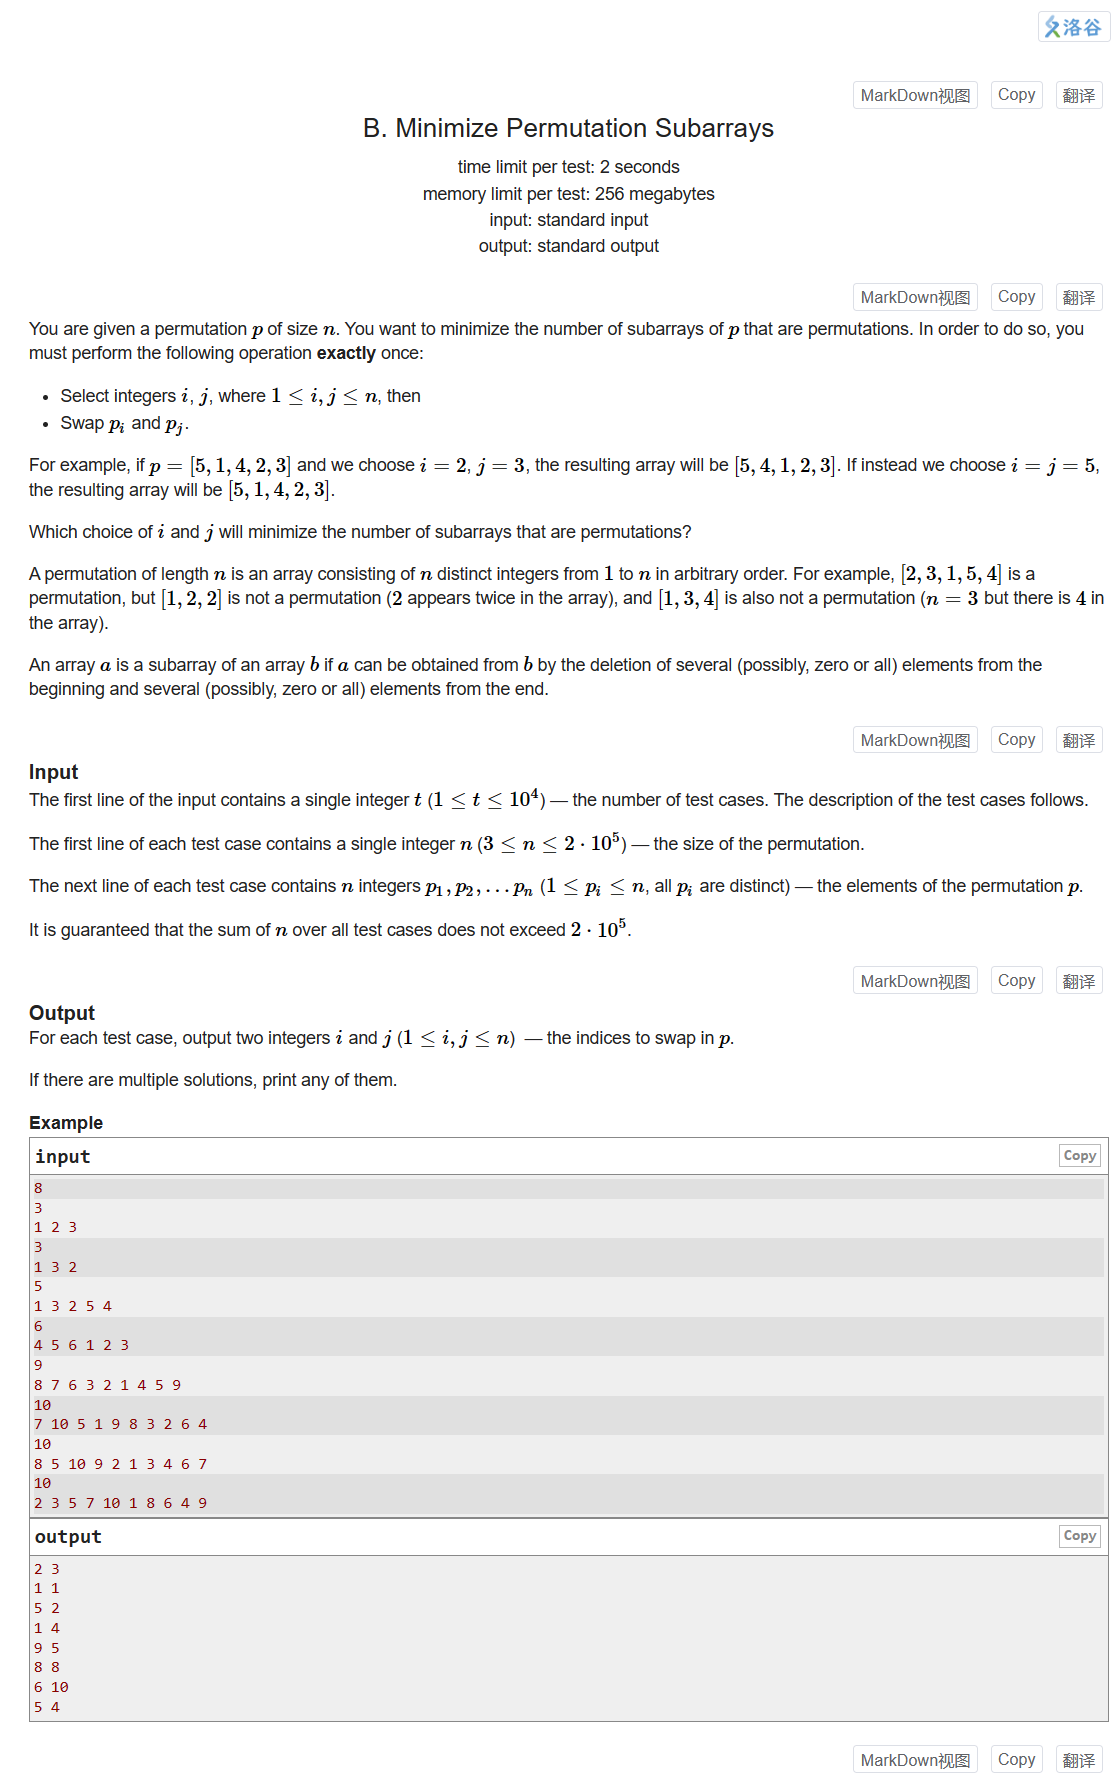 洛谷
MarkDown视图 Copy 翻译
B. Minimize Permutation Subarrays
time limit per test: 2 seconds
memory limit per test: 256 megabytes
input: standard input
output: standard output
MarkDown视图 Copy 翻译
You are given a permutation p of size n. You want to minimize the number of subarrays of p that are permutations. In order to do so, you
must perform the following operation exactly once:
• Select integers i, j, where 1 ≤ i, j ≤ n, then
• Swap p_i and p_j.
For example, if p = [5, 1, 4, 2, 3] and we choose i = 2, j = 3, the resulting array will be [5, 4, 1, 2, 3]. If instead we choose i = j = 5,
the resulting array will be [5, 1, 4, 2, 3].
Which choice of i and j will minimize the number of subarrays that are permutations?
A permutation of length n is an array consisting of n distinct integers from 1 to n in arbitrary order. For example, [2, 3, 1, 5, 4] is a
permutation, but [1, 2, 2] is not a permutation (2 appears twice in the array), and [1, 3, 4] is also not a permutation (n = 3 but there is 4 in
the array).
An array a is a subarray of an array b if a can be obtained from b by the deletion of several (possibly, zero or all) elements from the
beginning and several (possibly, zero or all) elements from the end.
MarkDown视图 Copy 翻译
Input
The first line of the input contains a single integer t (1 ≤ t ≤ 10^4) — the number of test cases. The description of the test cases follows.
The first line of each test case contains a single integer n (3 ≤ n ≤ 2 · 10^5) — the size of the permutation.
The next line of each test case contains n integers p_1, p_2, … p_n (1 ≤ p_i ≤ n, all p_i are distinct) — the elements of the permutation p.
It is guaranteed that the sum of n over all test cases does not exceed 2 · 10^5.
MarkDown视图 Copy 翻译
Output
For each test case, output two integers i and j (1 ≤ i, j ≤ n) — the indices to swap in p.
If there are multiple solutions, print any of them.
Example
input Copy
8
3
1 2 3
3
1 3 2
5
1 3 2 5 4
6
4 5 6 1 2 3
9
8 7 6 3 2 1 4 5 9
10
7 10 5 1 9 8 3 2 6 4
10
8 5 10 9 2 1 3 4 6 7
10
2 3 5 7 10 1 8 6 4 9
output Copy
2 3
1 1
5 2
1 4
9 5
8 8
6 10
5 4
MarkDown视图 Copy 翻译